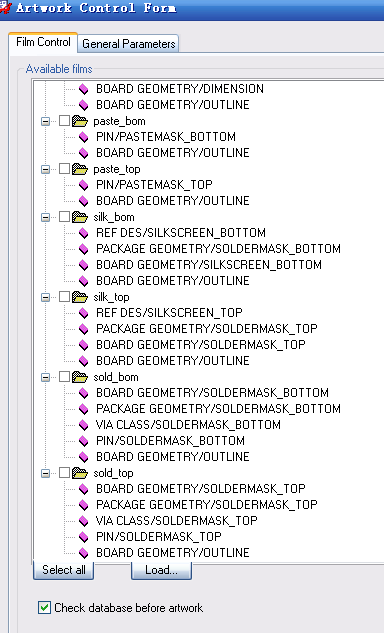 Artwork Control Form
Film Control
General Parameters
Available films
BOARD GEOMETRY/DIMENSION
BOARD GEOMETRY/OUTLINE
paste_bom
PIN/PASTEMASK_BOTTOM
BOARD GEOMETRY/OUTLINE
paste_top
PIN/PASTEMASK_TOP
BOARD GEOMETRY/OUTLINE
silk_bom
REF DES/SILKSCREEN_BOTTOM
PACKAGE GEOMETRY/SOLDERMASK_BOTTOM
BOARD GEOMETRY/SILKSCREEN_BOTTOM
BOARD GEOMETRY/OUTLINE
silk_top
REF DES/SILKSCREEN_TOP
PACKAGE GEOMETRY/SOLDERMASK_TOP
BOARD GEOMETRY/SOLDERMASK_TOP
BOARD GEOMETRY/OUTLINE
sold_bom
BOARD GEOMETRY/SOLDERMASK_BOTTOM
PACKAGE GEOMETRY/SOLDERMASK_BOTTOM
VIA CLASS/SOLDERMASK_BOTTOM
PIN/SOLDERMASK_BOTTOM
BOARD GEOMETRY/OUTLINE
sold_top
BOARD GEOMETRY/SOLDERMASK_TOP
PACKAGE GEOMETRY/SOLDERMASK_TOP
VIA CLASS/SOLDERMASK_TOP
PIN/SOLDERMASK_TOP
BOARD GEOMETRY/OUTLINE
Select all
Load...
Check database before artwork